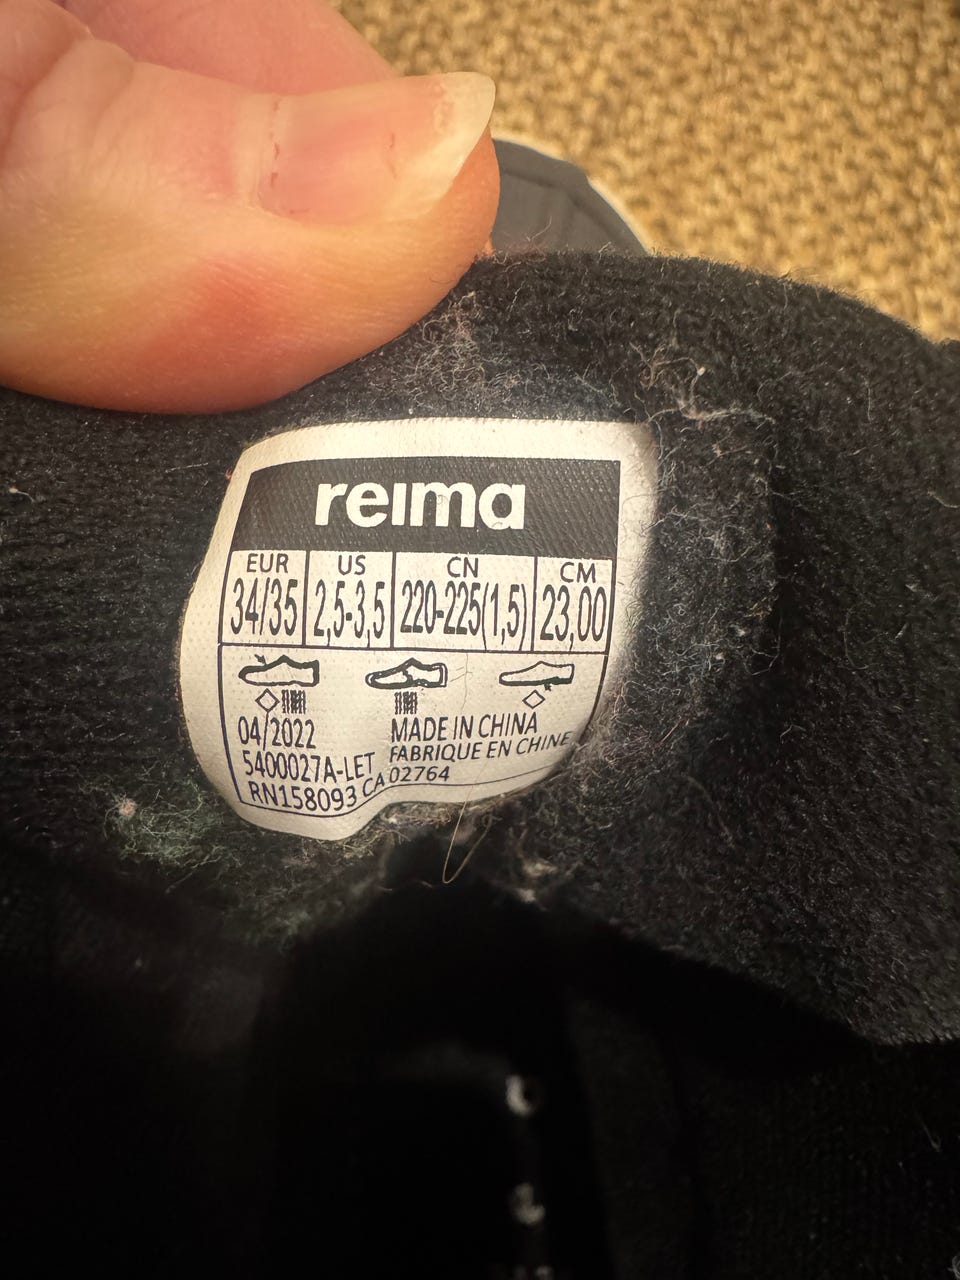 reima
EUR US CN CM
34/35 2,5-3,5 220-225(1,5) 23,00
04/2022 MADE IN CHINA
5400027A-LET FABRIQUE EN CHINE
RN158093 CA 02764